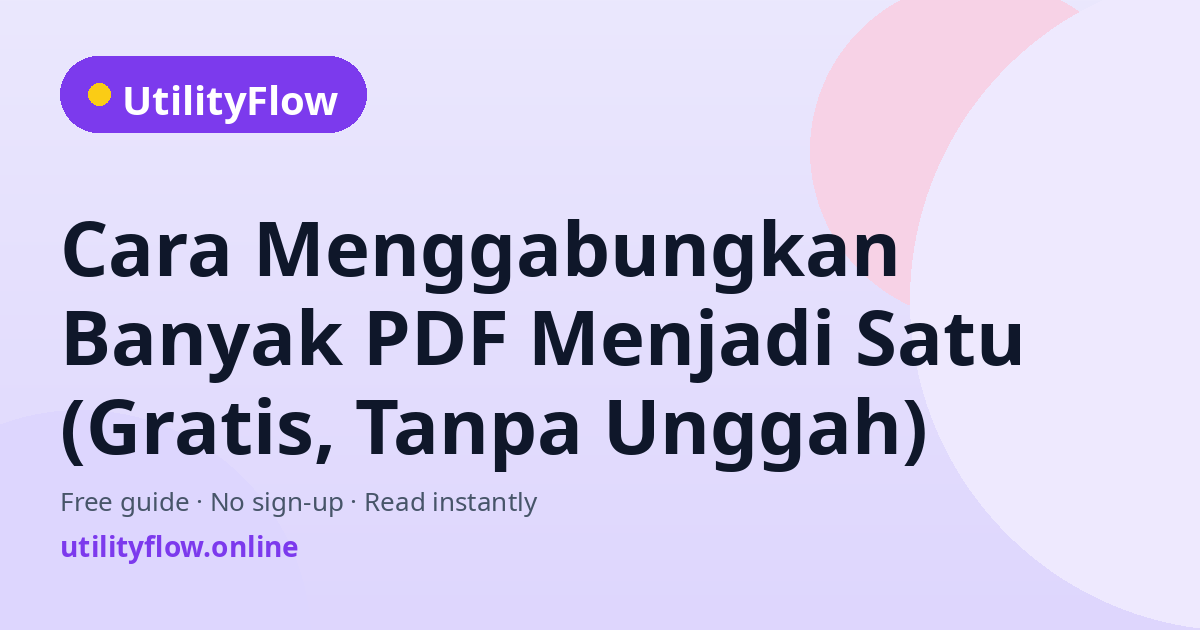 UtilityFlow
Cara Menggabungkan
Banyak PDF Menjadi Satu
(Gratis, Tanpa Unggah)
Free guide · No sign-up · Read instantly
utilityflow.online